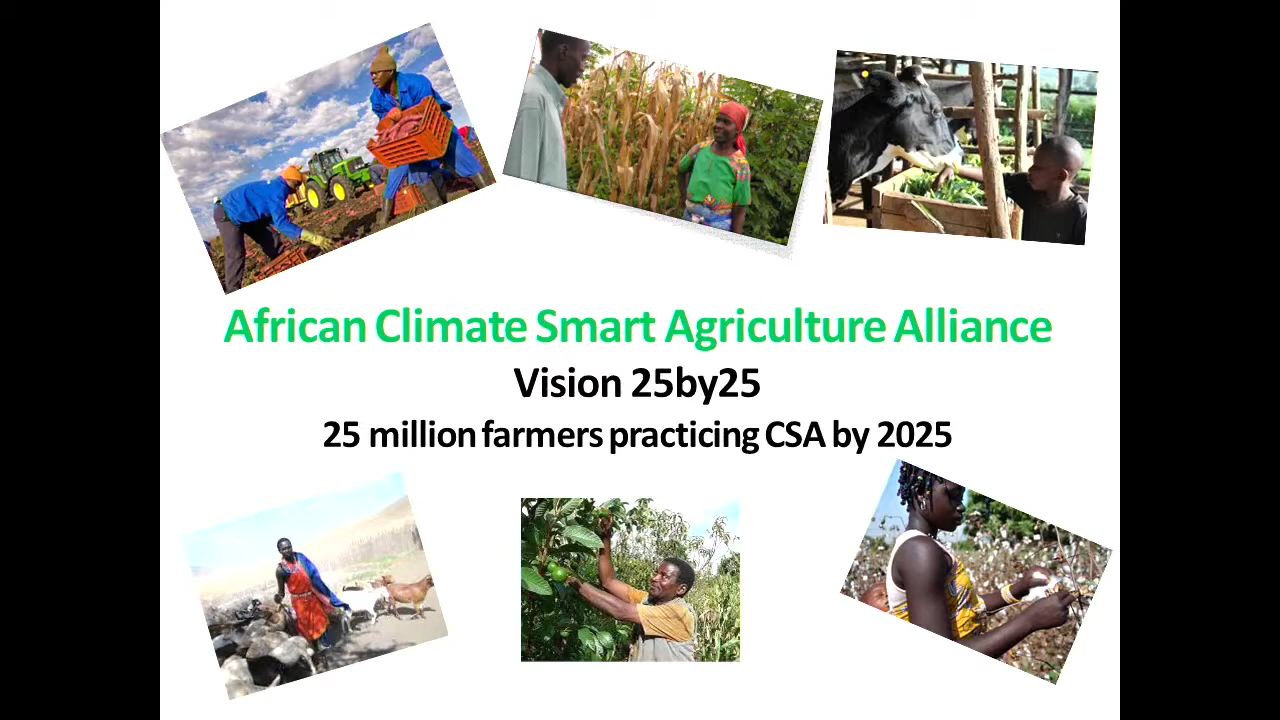 African Climate Smart Agriculture Alliance
Vision 25by25
25 million farmers practicing CSA by 2025